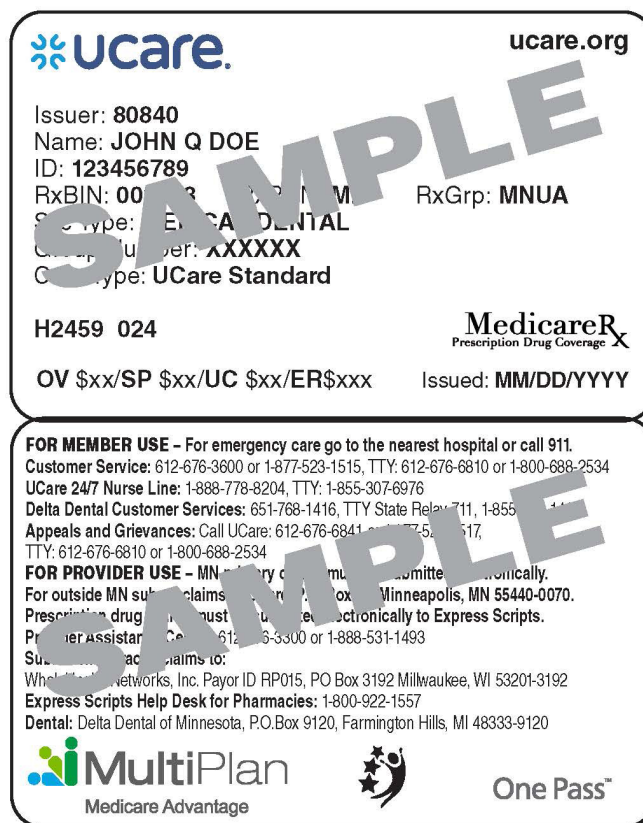 ucare.
ucare.org
Issuer: 80840
Name: JOHN Q DOE
ID: 123456789
RxBIN: 00 RxGrp: MNUA
Type: DENTAL
XXXXXX
UCare Standard
SAMPLE
H2459 024
MedicareRx
Prescription Drug Coverage
OV $xx/SP $xx/UC $xx/ER$xxx Issued: MM/DD/YYYY
FOR MEMBER USE – For emergency care go to the nearest hospital or call 911.
Customer Service: 612-676-3600 or 1-877-523-1515, TTY: 612-676-6810 or 1-800-688-2534
UCare 24/7 Nurse Line: 1-888-778-8204, TTY: 1-855-307-6976
Delta Dental Customer Services: 651-768-1416, TTY State Relay 711,
Appeals and Grievances: Call UCare: 612-676-6841
TTY: 612-676-6810 or 1-800-688-2534
FOR PROVIDER USE – MN
For outside MN claims Minneapolis, MN 55440-0070.
Prescription drug must electronically to Express Scripts.
or 1-888-531-1493
to:
Networks, Inc. Payor ID RP015, PO Box 3192 Millwaukee, WI 53201-3192
Express Scripts Help Desk for Pharmacies: 1-800-922-1557
Dental: Delta Dental of Minnesota, P.O.Box 9120, Farmington Hills, MI 48333-9120
SAMPLE
MultiPlan
Medicare Advantage
One Pass™